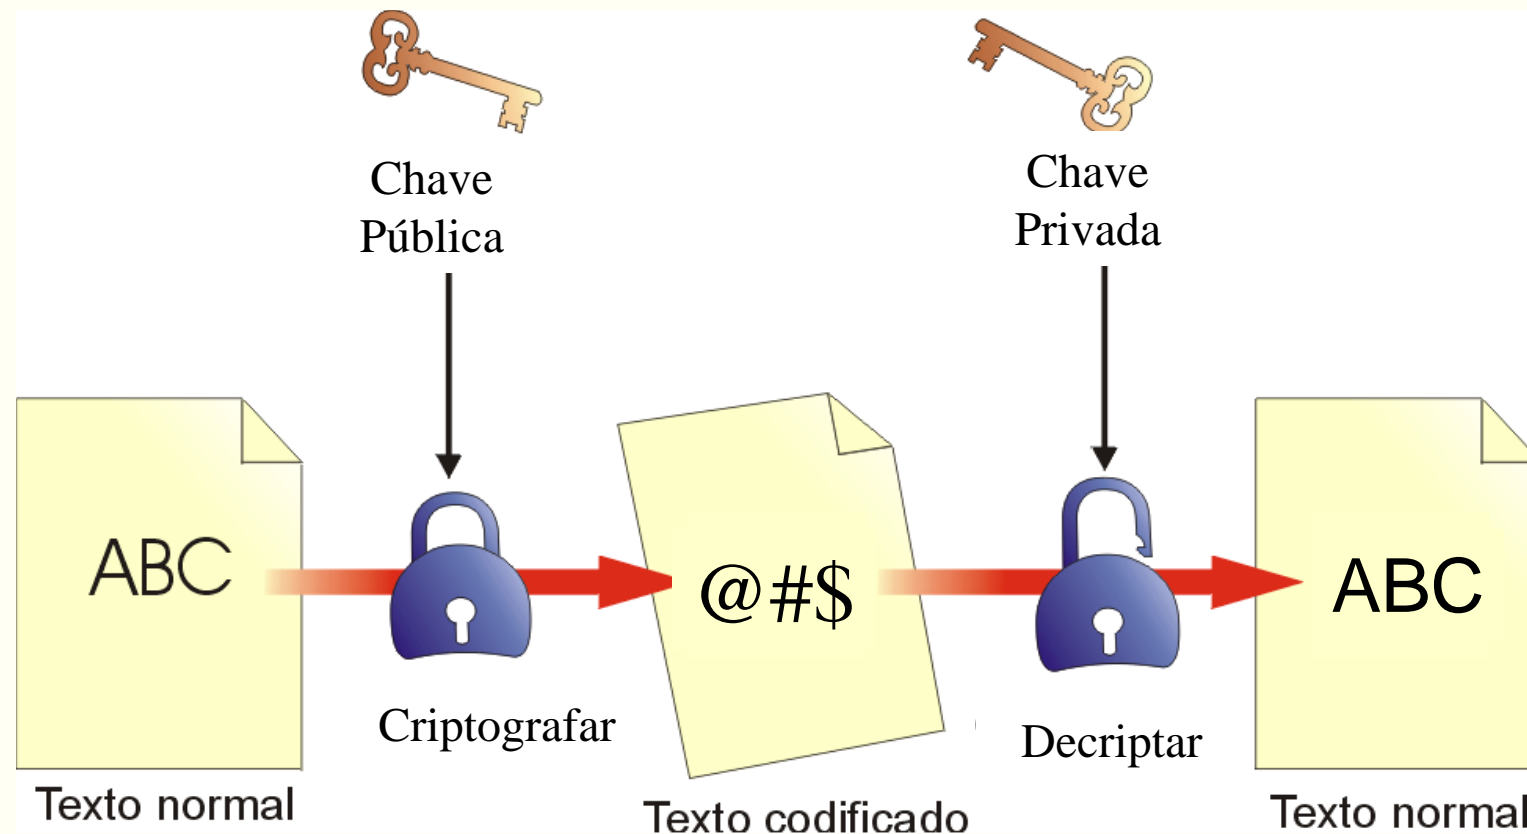 Chave
Pública
Chave
Privada
ABC
@#$
ABC
Criptografar
Decriptar
Texto normal
Texto codificado
Texto normal